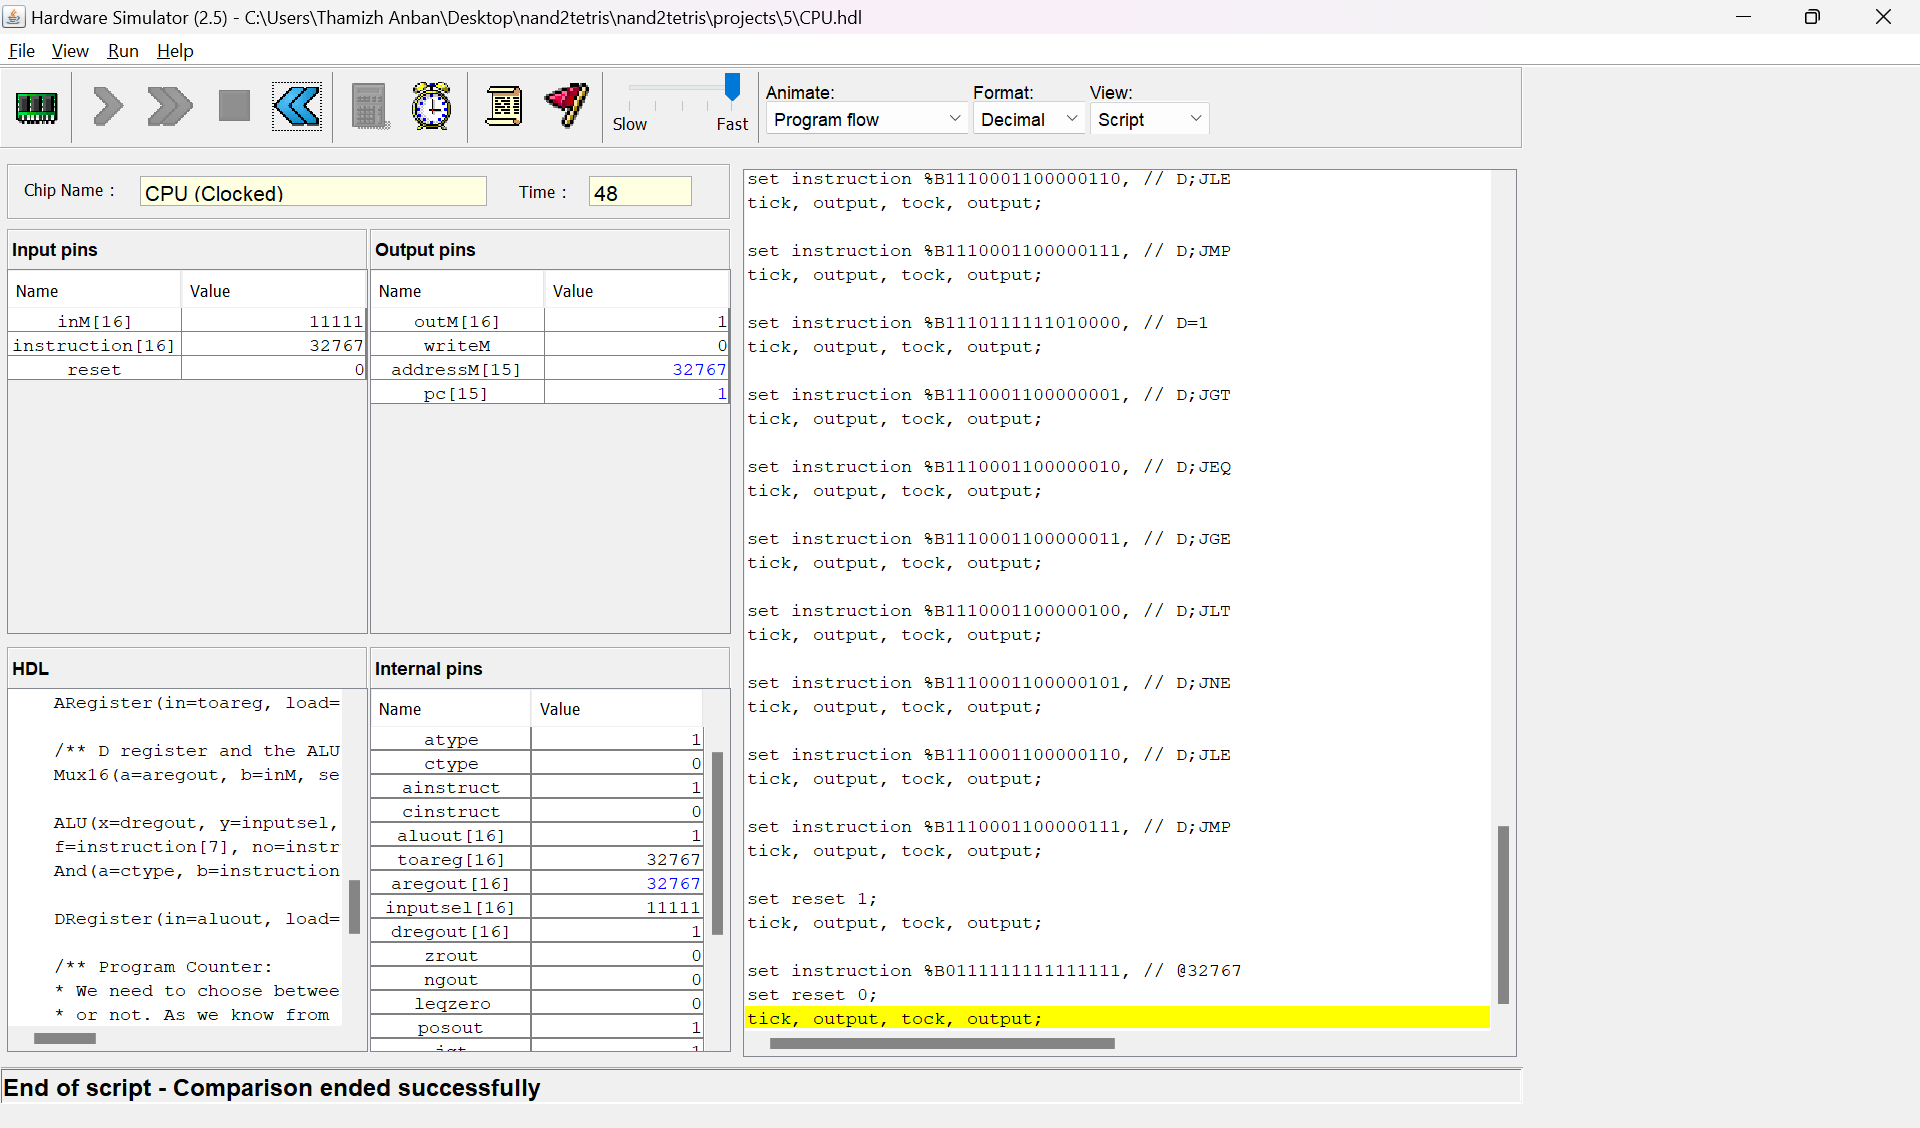 Hardware Simulator (2.5) - C:\Users\Thamizh Anban\Desktop\nand2tetris\nand2tetris\projects\5\CPU.hdl
File View Run Help
Slow Fast
Animate: Format: View:
Program flow Decimal Script
Chip Name : CPU (Clocked) Time : 48
Input pins
Name Value
inM[16] 11111
instruction[16] 32767
reset 0
Output pins
Name Value
outM[16] 1
writeM 0
addressM[15] 32767
pc[15] 1
HDL
ARegister(in=toareg, load=
/** D register and the ALU
Mux16(a=aregout, b=inM, se
ALU(x=dregout, y=inputsel,
f=instruction[7], no=instr
And(a=ctype, b=instruction
DRegister(in=aluout, load=
/** Program Counter:
* We need to choose betwee
* or not. As we know from
Internal pins
Name Value
atype 1
ctype 0
ainstruct 1
cinstruct 0
aluout[16] 1
toareg[16] 32767
aregout[16] 32767
inputsel[16] 11111
dregout[16] 1
zrout 0
ngout 0
leqzero 0
posout 1
set instruction %B1110001100000110, // D;JLE
tick, output, tock, output;
set instruction %B1110001100000111, // D;JMP
tick, output, tock, output;
set instruction %B1110111111010000, // D=1
tick, output, tock, output;
set instruction %B1110001100000001, // D;JGT
tick, output, tock, output;
set instruction %B1110001100000010, // D;JEQ
tick, output, tock, output;
set instruction %B1110001100000011, // D;JGE
tick, output, tock, output;
set instruction %B1110001100000100, // D;JLT
tick, output, tock, output;
set instruction %B1110001100000101, // D;JNE
tick, output, tock, output;
set instruction %B1110001100000110, // D;JLE
tick, output, tock, output;
set instruction %B1110001100000111, // D;JMP
tick, output, tock, output;
set reset 1;
tick, output, tock, output;
set instruction %B0111111111111111, // @32767
set reset 0;
tick, output, tock, output;
End of script - Comparison ended successfully